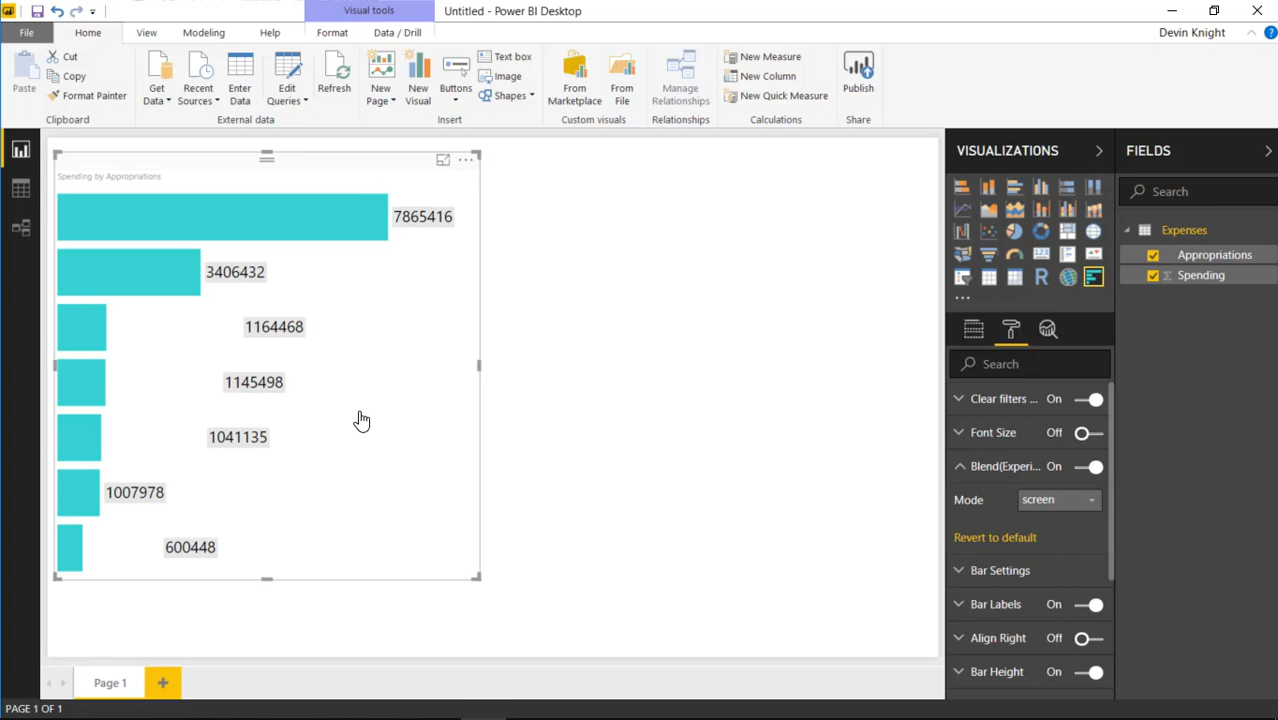 Visual tools
Untitled - Power BI Desktop
File
Home
View
Modeling
Help
Format
Data / Drill
Devin Knight
?
Paste
Cut
Copy
Format Painter
Clipboard
Get
Data
Recent
Sources
Enter
Data
Edit
Queries
Refresh
External data
New
Page
New
Visual
Buttons
Text box
Image
Shapes
Insert
From
Marketplace
From
File
Custom visuals
Manage
Relationships
Relationships
New Measure
New Column
New Quick Measure
Calculations
Publish
Share
Spending by Appropriations
7865416
3406432
1164468
1145498
1041135
1007978
600448
VISUALIZATIONS
R
Search
Clear filters ... On
Font Size Off
Blend(Experi... On
Mode screen
Revert to default
Bar Settings
Bar Labels On
Align Right Off
Bar Height On
FIELDS
Search
Expenses
Appropriations
Σ Spending
Page 1
PAGE 1 OF 1